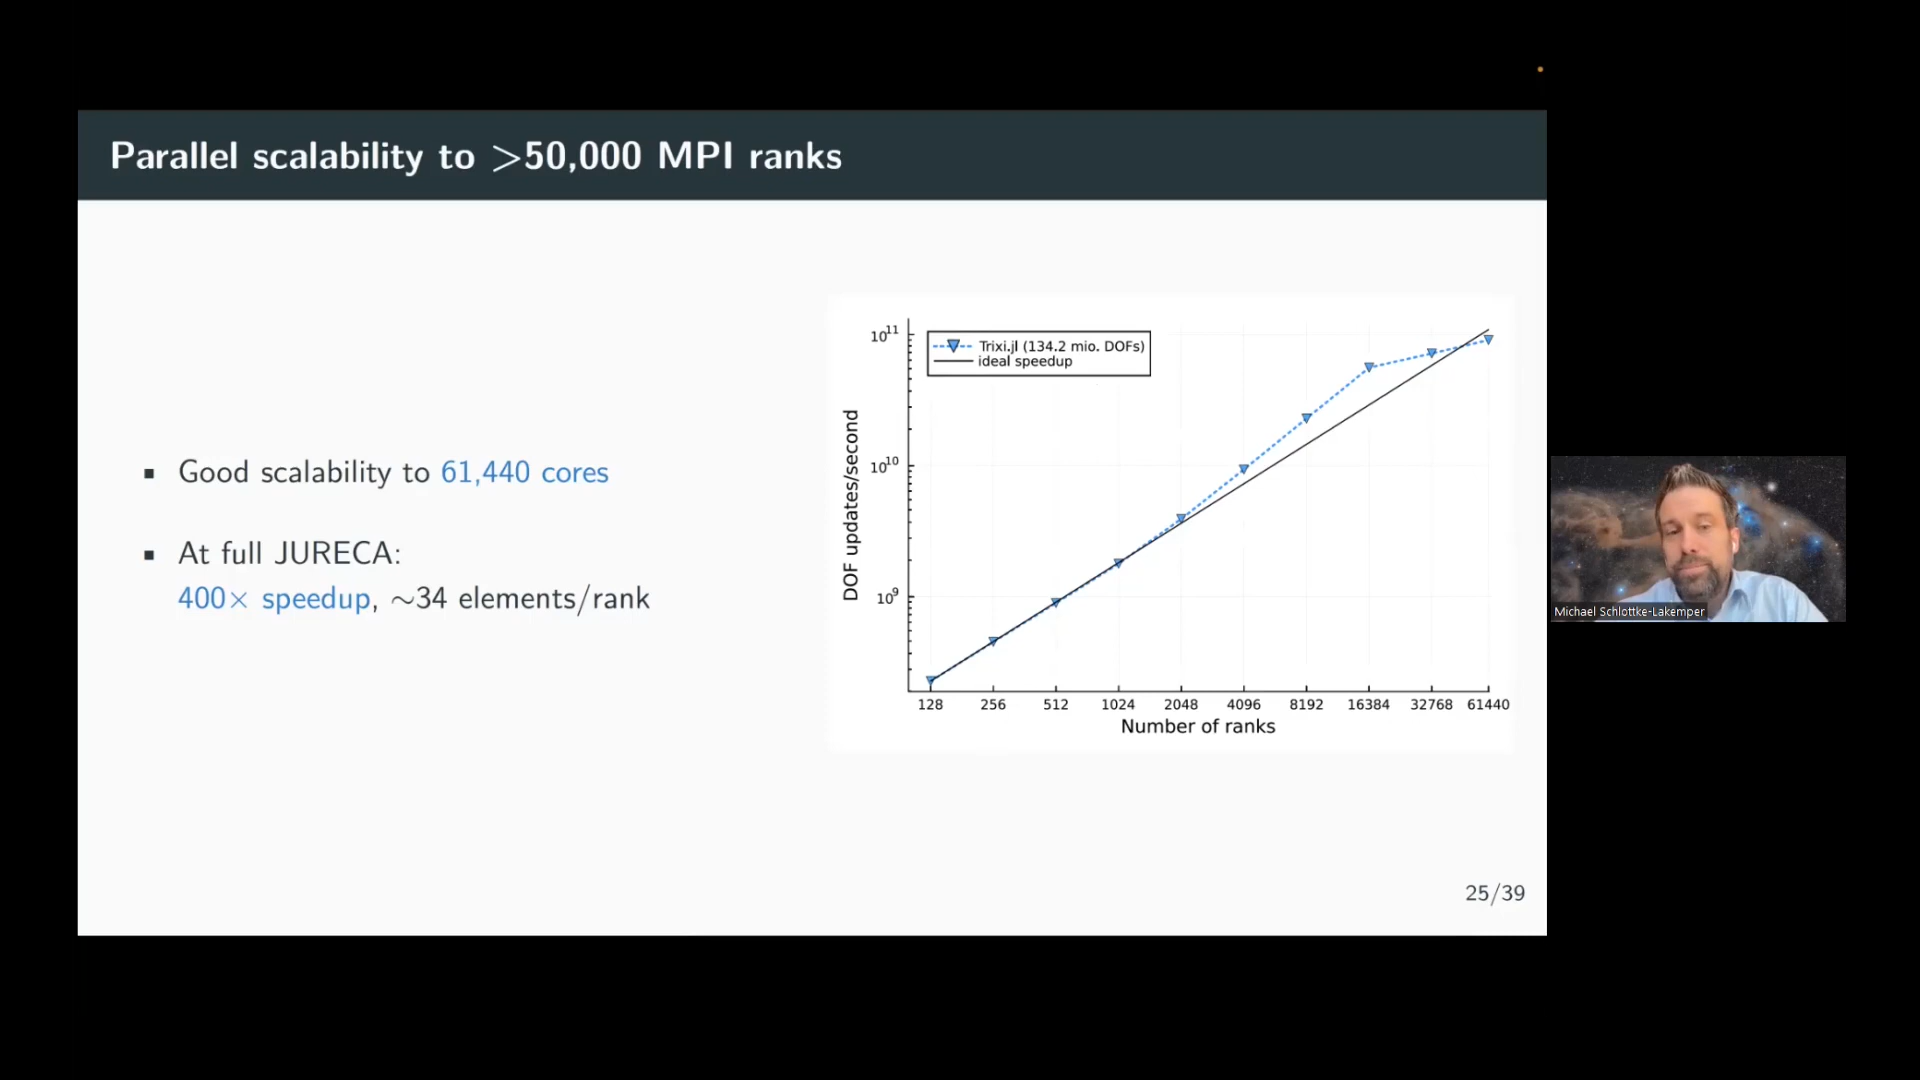 Parallel scalability to >50,000 MPI ranks
▪ Good scalability to 61,440 cores
▪ At full JURECA:
400× speedup, ~34 elements/rank
Trixi.jl (134.2 mio. DOFs)
ideal speedup
10¹¹
10¹⁰
10⁹
DOF updates/second
128 256 512 1024 2048 4096 8192 16384 32768 61440
Number of ranks
25/39
Michael Schlottke-Lakemper